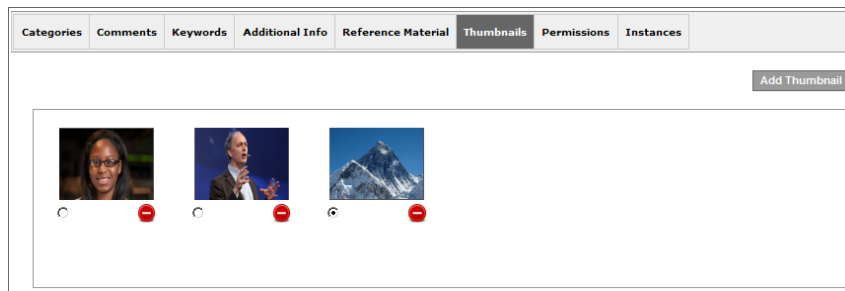 Categories Comments Keywords Additional Info Reference Material Thumbnails Permissions Instances
Add Thumbnail